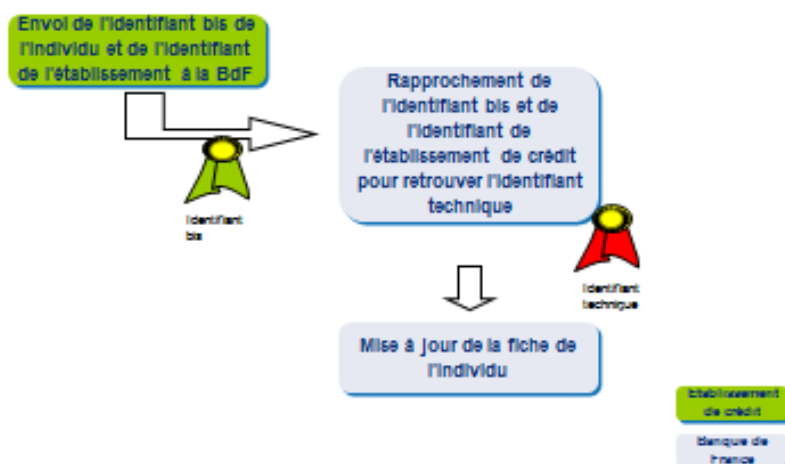 Envoi de l'identifiant bis de
l'individu et de l'identifiant
de l'établissement à la BdF
Rapprochement de
l'identifiant bis et de
l'identifiant de
l'établissement de crédit
pour retrouver l'identifiant
technique
Identifiant
bis
Identifiant
technique
Mise à jour de la fiche de
l'individu
Etablissement
de crédit
Banque de
France